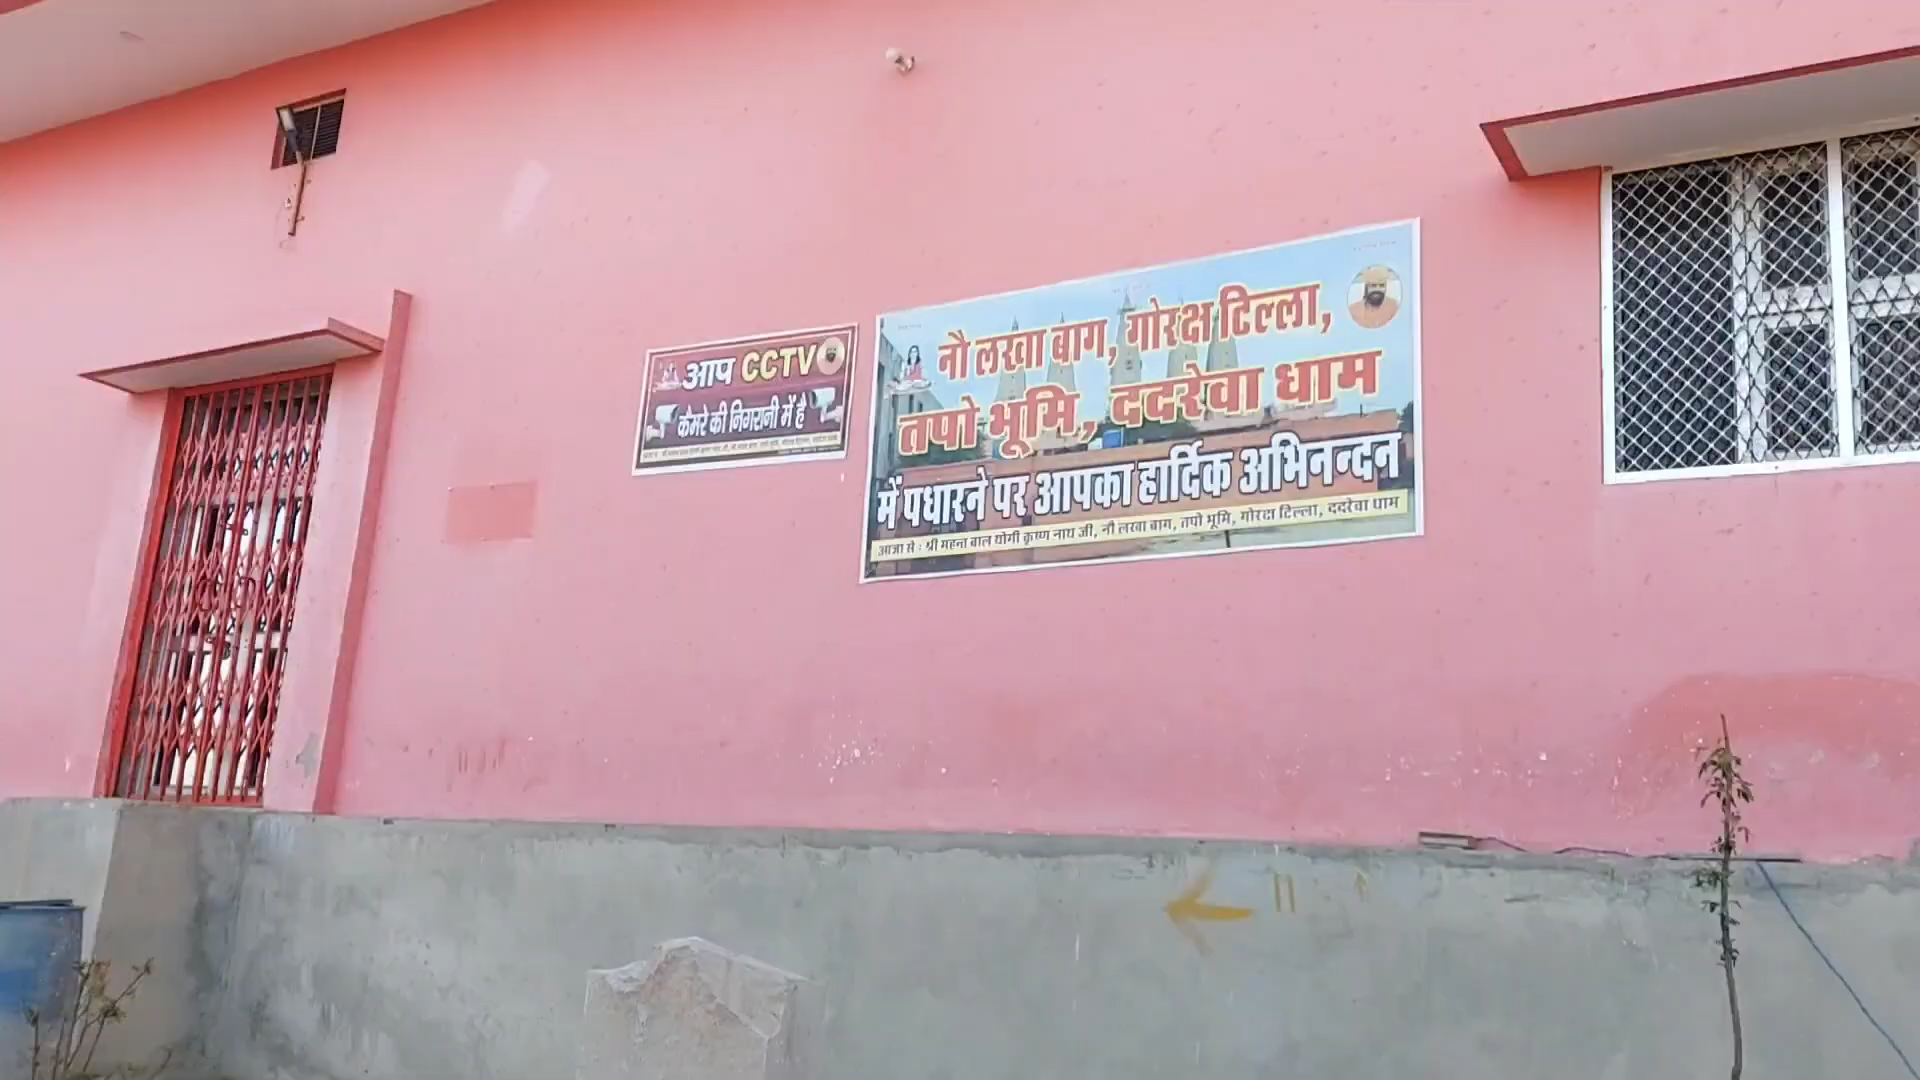 आप CCTV
कैमरे की निगरानी में है
नौ लखा बाग, गोरक्ष टिल्ला,
तपो भूमि, ददरेवा धाम
में पधारने पर आपका हार्दिक अभिनन्दन
आज्ञा से : श्री महन्त बाल योगी कृष्ण नाथ जी, नौ लखा बाग, तपो भूमि, गोरक्ष टिल्ला, ददरेवा धाम